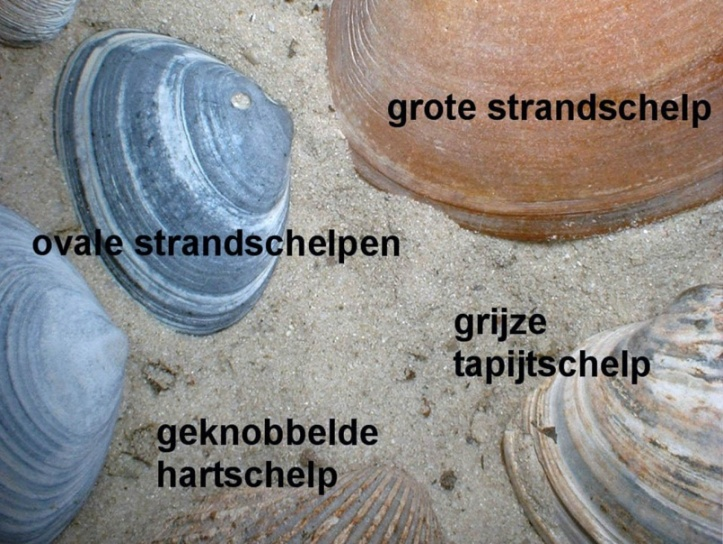 grote strandschelp
ovale strandschelpen
grijze
tapijtschelp
geknobbelde
hartschelp